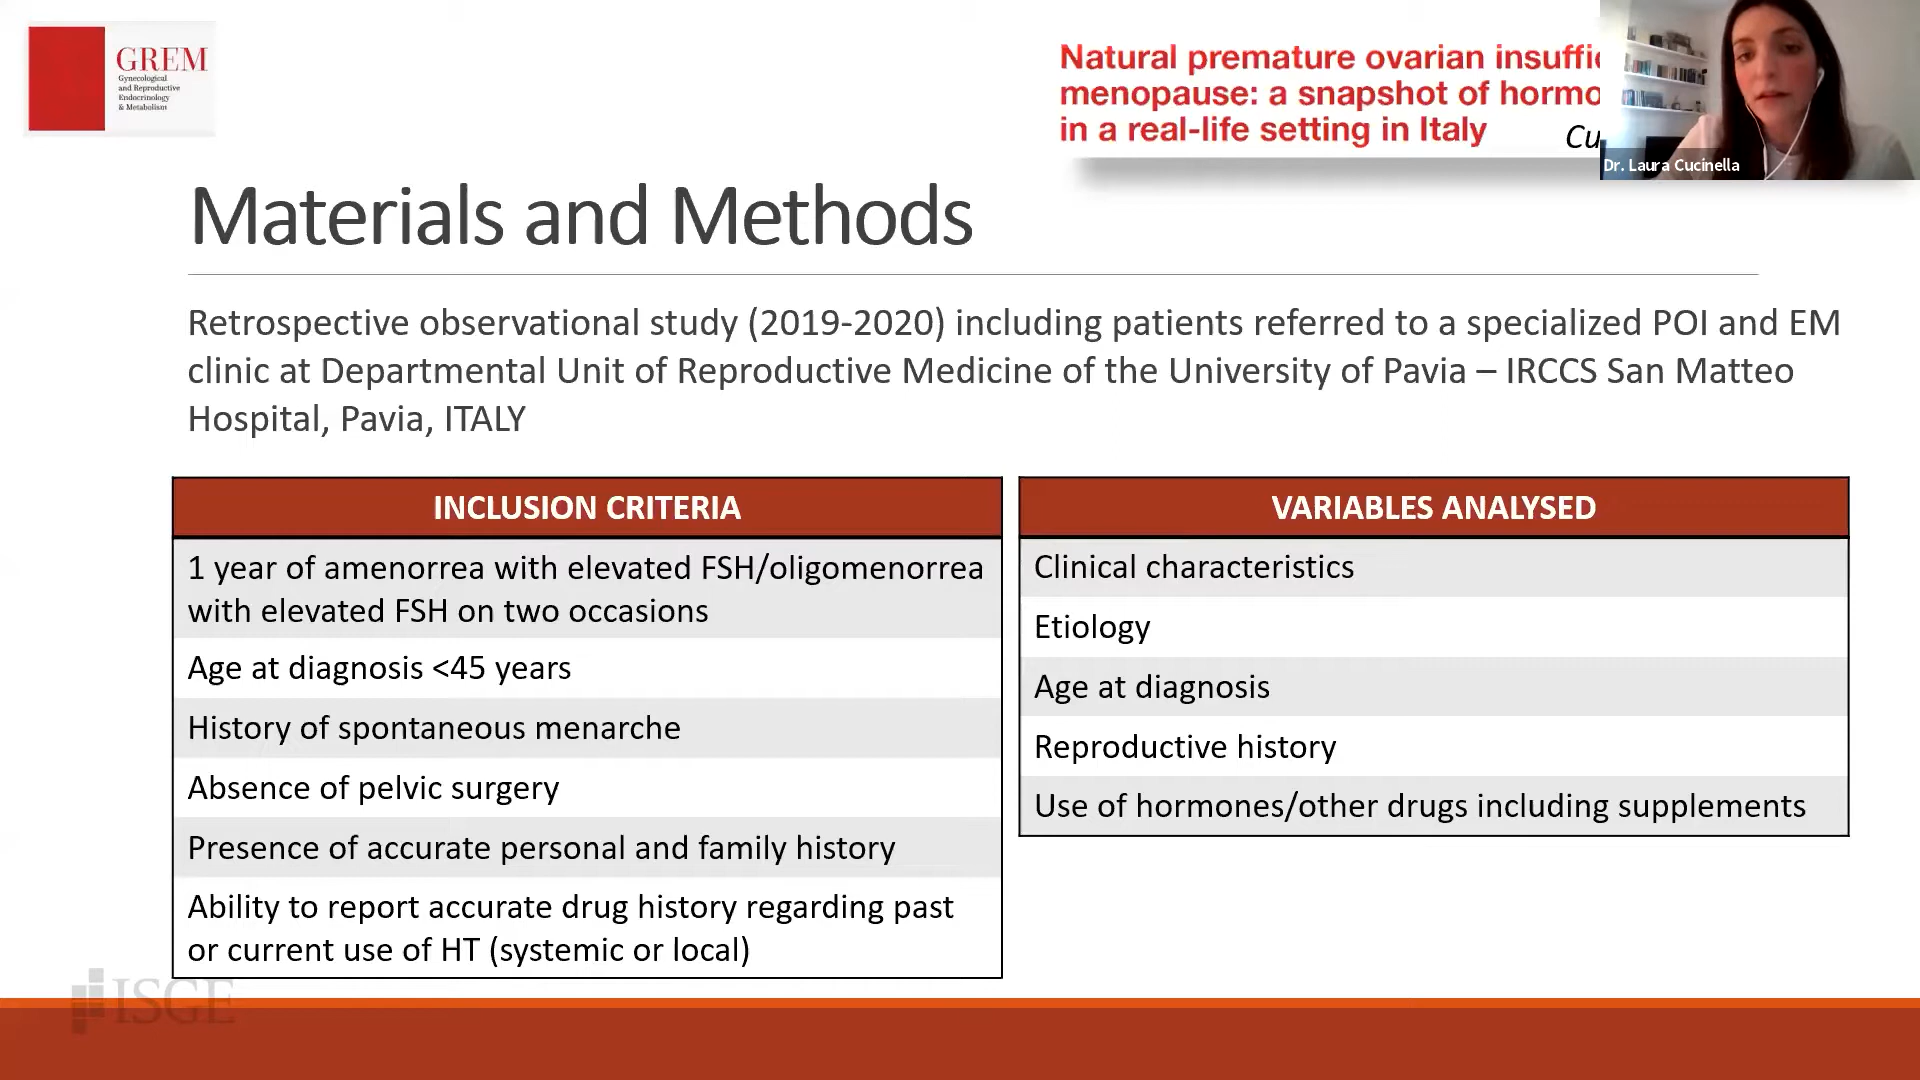 GREM
Gynecological
and Reproductive
Endocrinology
& Metabolism
Natural premature ovarian
menopause: a snapshot of
in a real-life setting in Italy
Dr. Laura Cucinella
Materials and Methods
Retrospective observational study (2019-2020) including patients referred to a specialized POI and EM
clinic at Departmental Unit of Reproductive Medicine of the University of Pavia – IRCCS San Matteo
Hospital, Pavia, ITALY
INCLUSION CRITERIA
1 year of amenorrea with elevated FSH/oligomenorrea
with elevated FSH on two occasions
Age at diagnosis <45 years
History of spontaneous menarche
Absence of pelvic surgery
Presence of accurate personal and family history
Ability to report accurate drug history regarding past
or current use of HT (systemic or local)
VARIABLES ANALYSED
Clinical characteristics
Etiology
Age at diagnosis
Reproductive history
Use of hormones/other drugs including supplements
ISGE